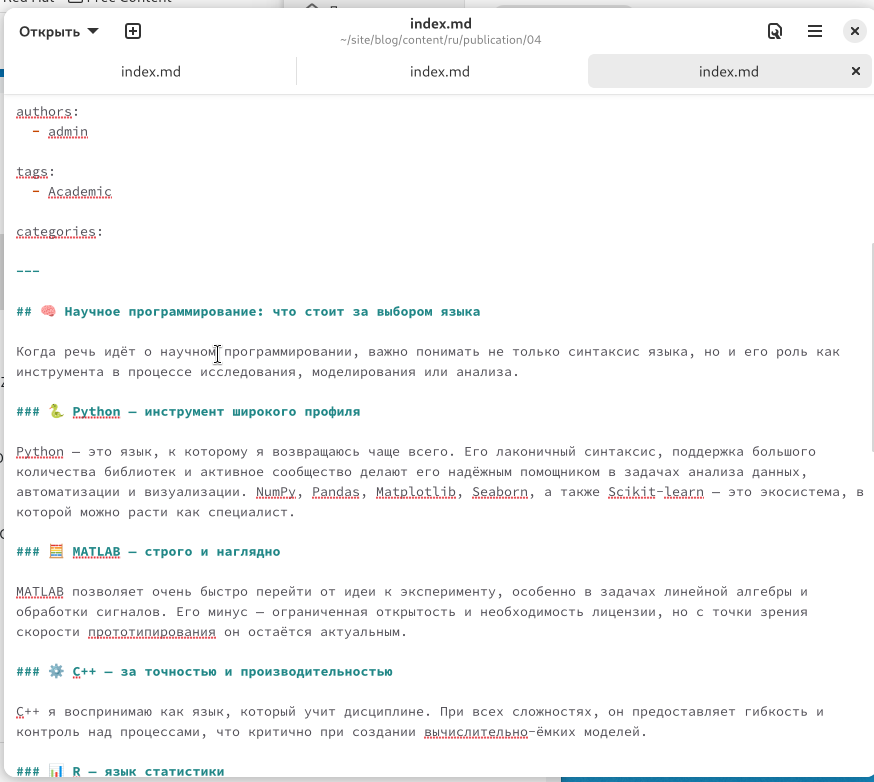 Free Content
Открыть
index.md
~/site/blog/content/ru/publication/04
index.md
index.md
index.md
authors:
- admin
tags:
- Academic
categories:
---
## 🧠 Научное программирование: что стоит за выбором языка
Когда речь идёт о научном программировании, важно понимать не только синтаксис языка, но и его роль как
инструмента в процессе исследования, моделирования или анализа.
### 🐍 Python — инструмент широкого профиля
Python — это язык, к которому я возвращаюсь чаще всего. Его лаконичный синтаксис, поддержка большого
количества библиотек и активное сообщество делают его надёжным помощником в задачах анализа данных,
автоматизации и визуализации. NumPy, Pandas, Matplotlib, Seaborn, а также Scikit-learn — это экосистема, в
которой можно расти как специалист.
### 🧮 MATLAB — строго и наглядно
MATLAB позволяет очень быстро перейти от идеи к эксперименту, особенно в задачах линейной алгебры и
обработки сигналов. Его минус — ограниченная открытость и необходимость лицензии, но с точки зрения
скорости прототипирования он остаётся актуальным.
### ⚙️ C++ — за точностью и производительностью
C++ я воспринимаю как язык, который учит дисциплине. При всех сложностях, он предоставляет гибкость и
контроль над процессами, что критично при создании вычислительно-ёмких моделей.
### 📊 R — язык статистики